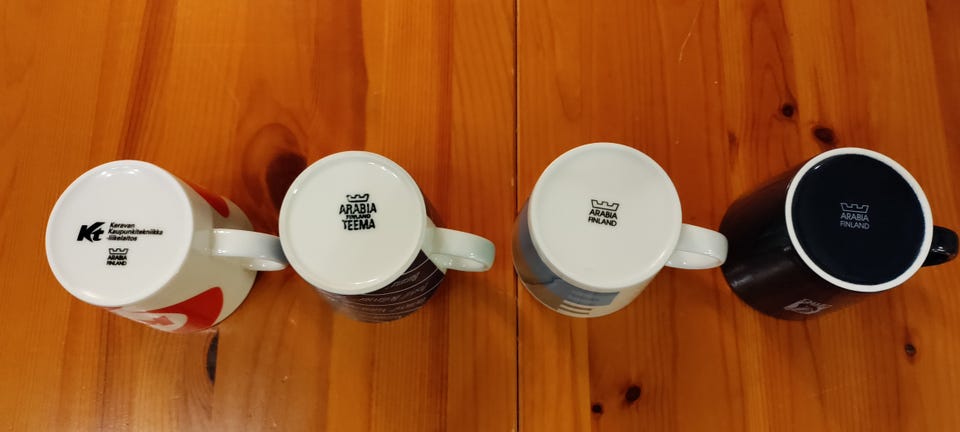 Kt Keravan
Kaupunkitekniikka
-liikelaitos
ARABIA
FINLAND
ARABIA
FINLAND
TEEMA
ARABIA
FINLAND
ARABIA
FINLAND